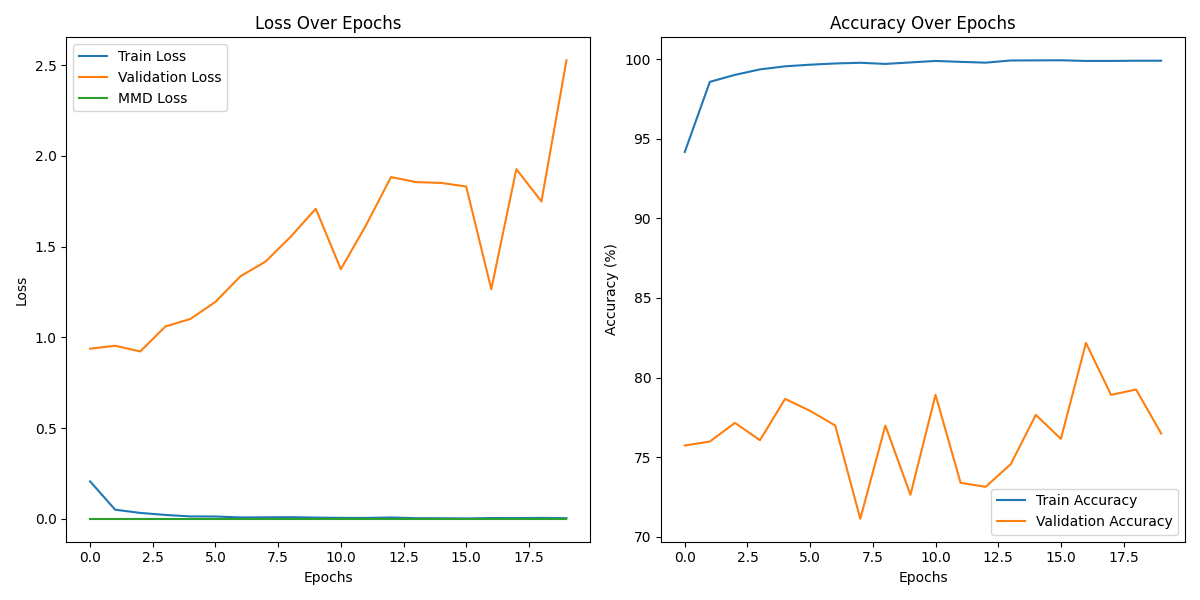 Loss Over Epochs
Train Loss
Validation Loss
MMD Loss
2.5
2.0
1.5
1.0
0.5
0.0
Loss
0.0 2.5 5.0 7.5 10.0 12.5 15.0 17.5
Epochs
Accuracy Over Epochs
100
95
90
85
80
75
70
Accuracy (%)
Train Accuracy
Validation Accuracy
0.0 2.5 5.0 7.5 10.0 12.5 15.0 17.5
Epochs